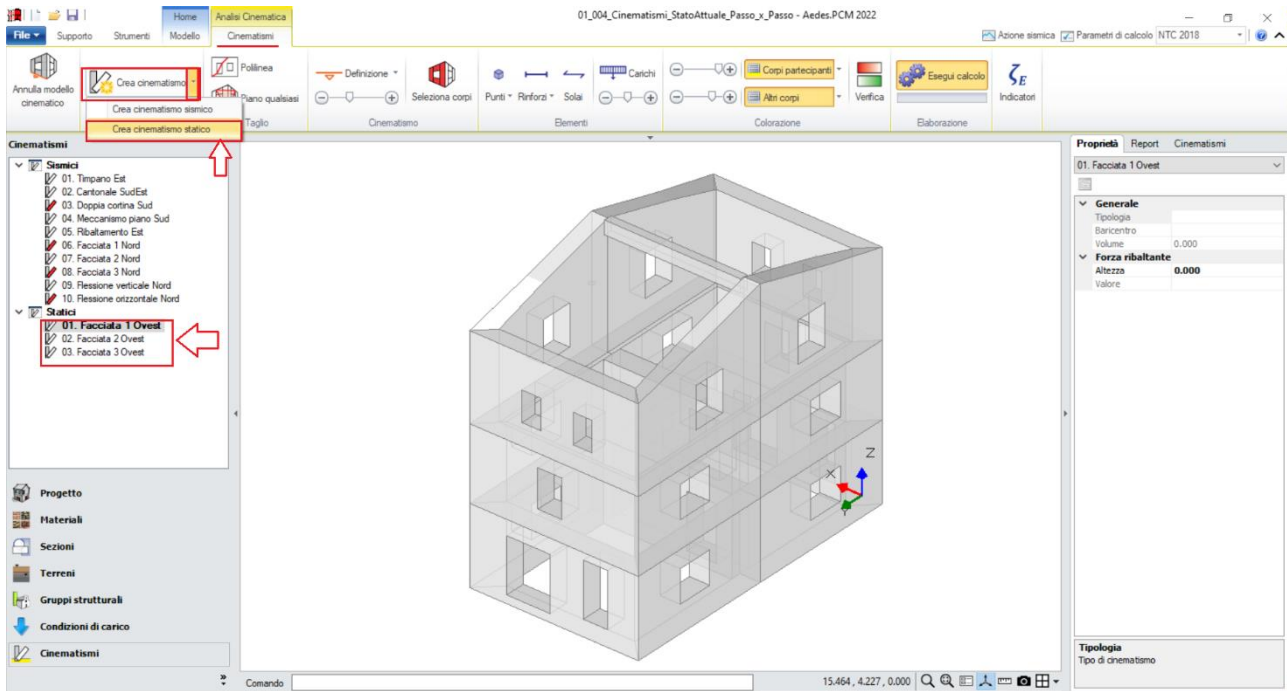 Home
Analisi Cinematica
01_004_Cinematismi_StatoAttuale_Passo_x_Passo - Aedes.PCM 2022
File
Supporto
Strumenti
Modello
Cinematismi
Azione sismica
Parametri di calcolo
NTC 2018
Annulla modello cinematico
Crea cinematismo
Crea cinematismo sismico
Crea cinematismo statico
Polilinea
Piano qualsiasi
Taglio
Definizione
Seleziona corpi
Cinematismo
Punti
Rinforzi
Solai
Carichi
Elementi
Corpi partecipanti
Altri corpi
Verifica
Colorazione
Esegui calcolo
Elaborazione
ζE
Indicatori
Cinematismi
Sismici
01. Timpano Est
02. Cantonale SudEst
03. Doppia cortina Sud
04. Meccanismo piano Sud
05. Ribaltamento Est
06. Facciata 1 Nord
07. Facciata 2 Nord
08. Facciata 3 Nord
09. Flessione verticale Nord
10. Flessione orizzontale Nord
Statici
01. Facciata 1 Ovest
02. Facciata 2 Ovest
03. Facciata 3 Ovest
Progetto
Materiali
Sezioni
Terreni
Gruppi strutturali
Condizioni di carico
Cinematismi
Z
X
Y
Comando
15.464 , 4.227 , 0.000
Proprietà
Report
Cinematismi
01. Facciata 1 Ovest
Generale
Tipologia
Baricentro
Volume 0.000
Forza ribaltante
Altezza 0.000
Valore
Tipologia
Tipo di cinematismo